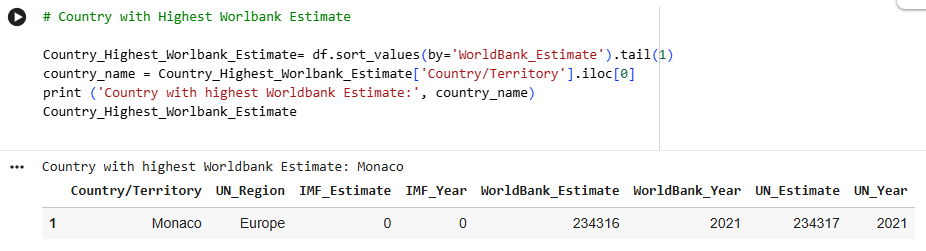 # Country with Highest Worlbank Estimate
Country_Highest_Worlbank_Estimate= df.sort_values(by='WorldBank_Estimate').tail(1)
country_name = Country_Highest_Worlbank_Estimate['Country/Territory'].iloc[0]
print ('Country with highest Worldbank Estimate:', country_name)
Country_Highest_Worlbank_Estimate
Country with highest Worldbank Estimate: Monaco
Country/Territory UN_Region IMF_Estimate IMF_Year WorldBank_Estimate WorldBank_Year UN_Estimate UN_Year
1 Monaco Europe 0 0 234316 2021 234317 2021